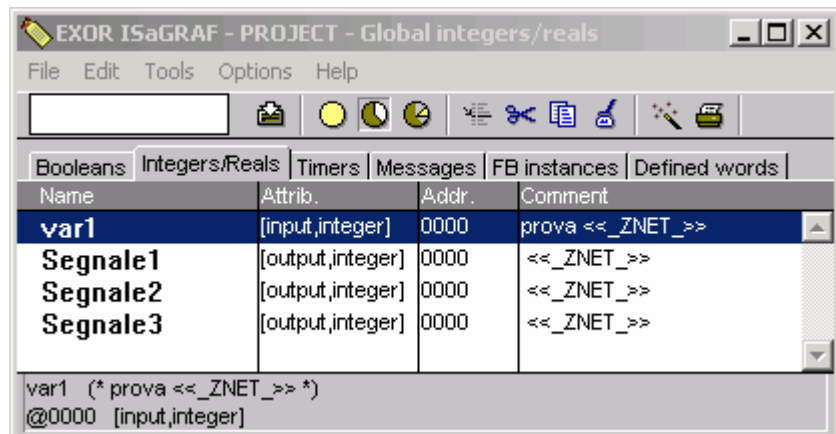 EXOR ISaGRAF - PROJECT - Global integers/reals
File Edit Tools Options Help
Booleans Integers/Reals Timers Messages FB instances Defined words
Name Attrib. Addr. Comment
var1 [input,integer] 0000 prova <<_ZNET_>>
Segnale1 [output,integer] 0000 <<_ZNET_>>
Segnale2 [output,integer] 0000 <<_ZNET_>>
Segnale3 [output,integer] 0000 <<_ZNET_>>
var1 (* prova <<_ZNET_>> *)
@0000 [input,integer]